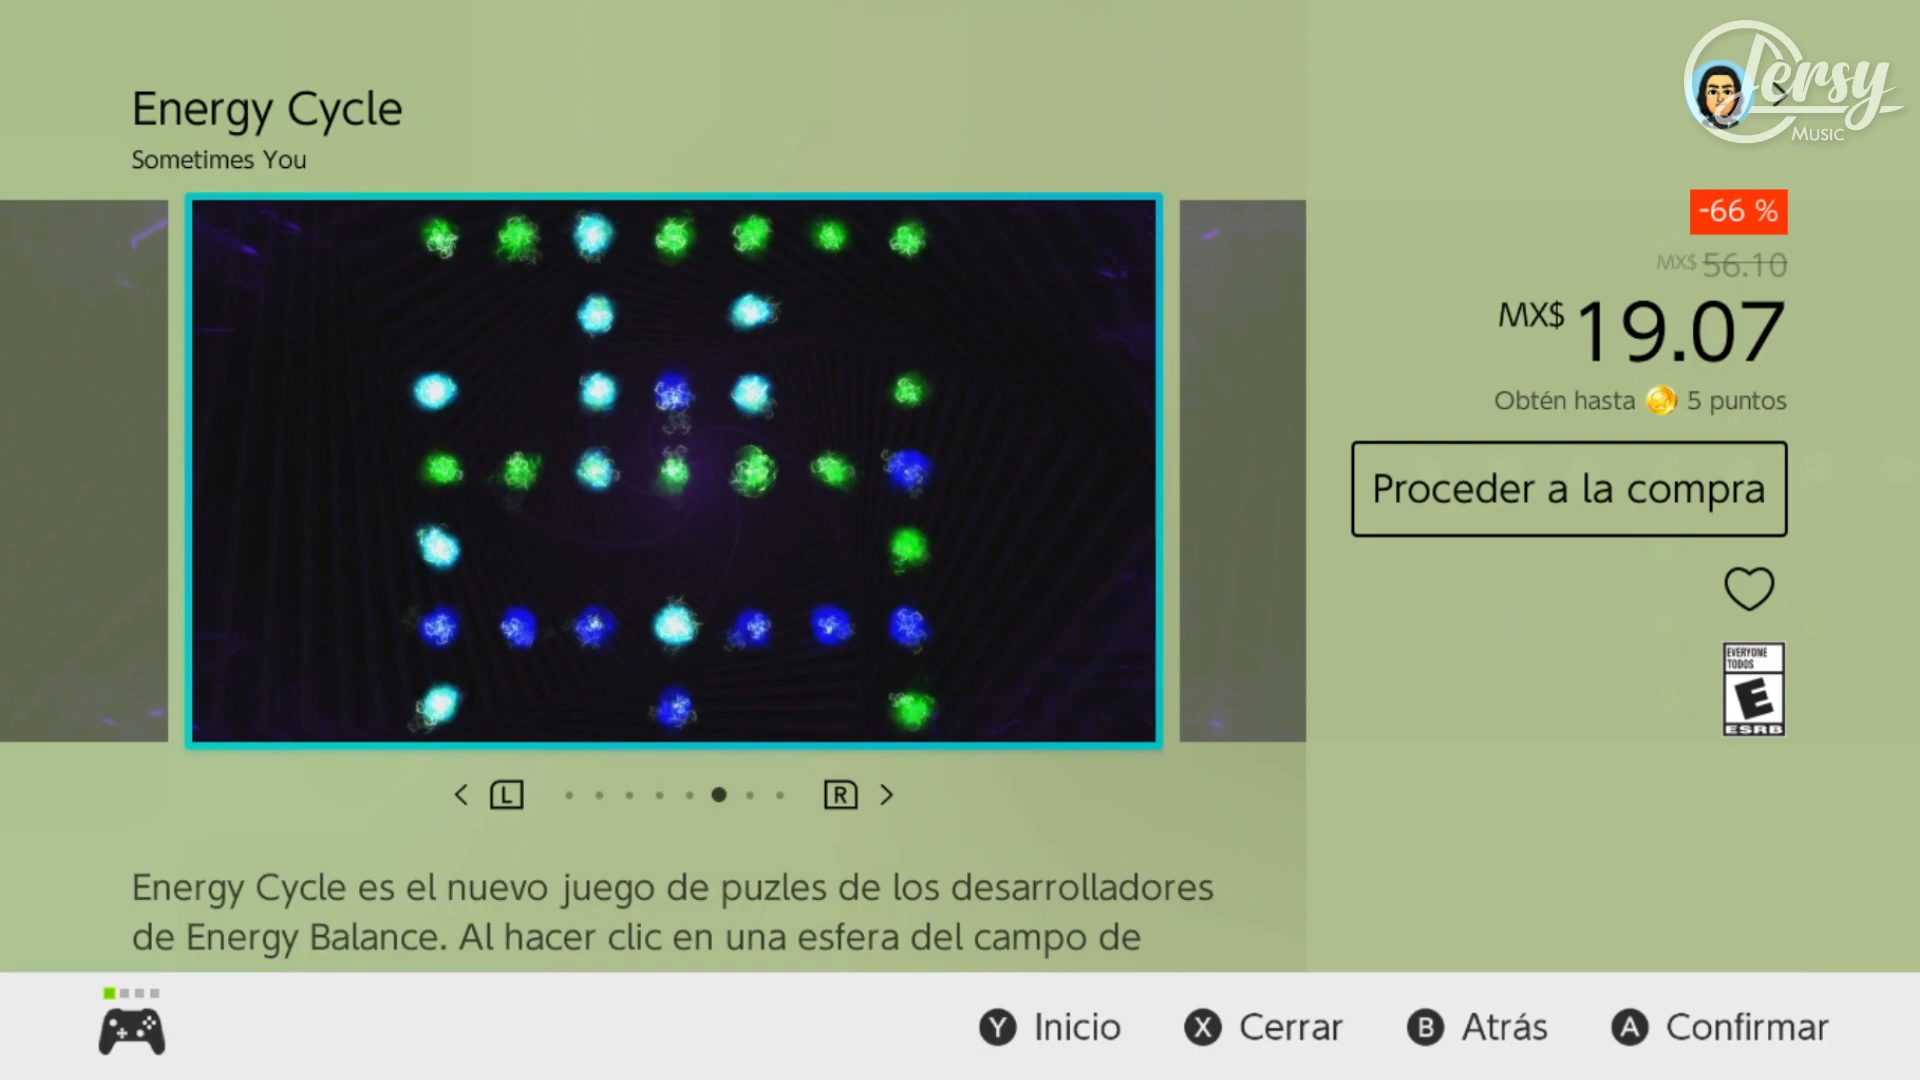 Energy Cycle
Sometimes You
Jersy
Music
-66 %
MX$ 56.10
MX$ 19.07
Obtén hasta 5 puntos
Proceder a la compra
EVERYONE
TODOS
E
ESRB
L
R
Energy Cycle es el nuevo juego de puzles de los desarrolladores
de Energy Balance. Al hacer clic en una esfera del campo de
Y Inicio X Cerrar B Atrás A Confirmar